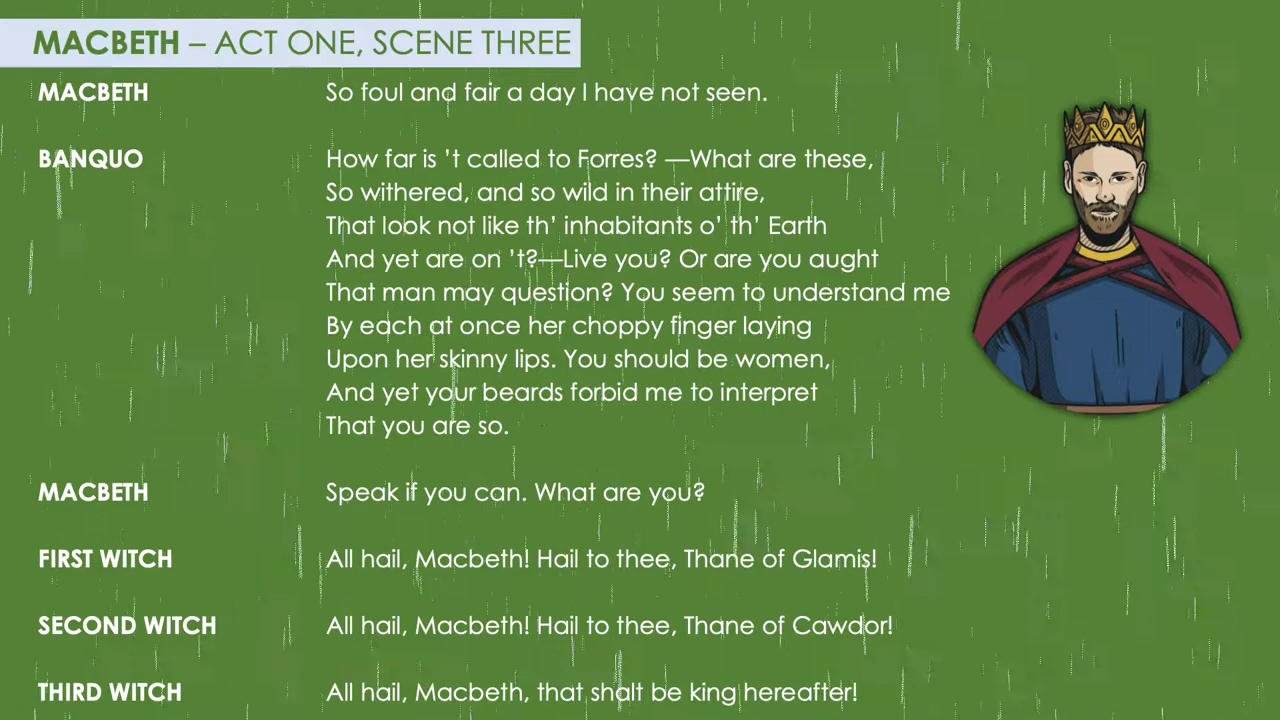 MACBETH – ACT ONE, SCENE THREE
MACBETH So foul and fair a day I have not seen.
BANQUO How far is ’t called to Forres? —What are these,
So withered, and so wild in their attire,
That look not like th’ inhabitants o’ th’ Earth
And yet are on ’t?—Live you? Or are you aught
That man may question? You seem to understand me
By each at once her choppy finger laying
Upon her skinny lips. You should be women,
And yet your beards forbid me to interpret
That you are so.
MACBETH Speak if you can. What are you?
FIRST WITCH All hail, Macbeth! Hail to thee, Thane of Glamis!
SECOND WITCH All hail, Macbeth! Hail to thee, Thane of Cawdor!
THIRD WITCH All hail, Macbeth, that shalt be king hereafter!